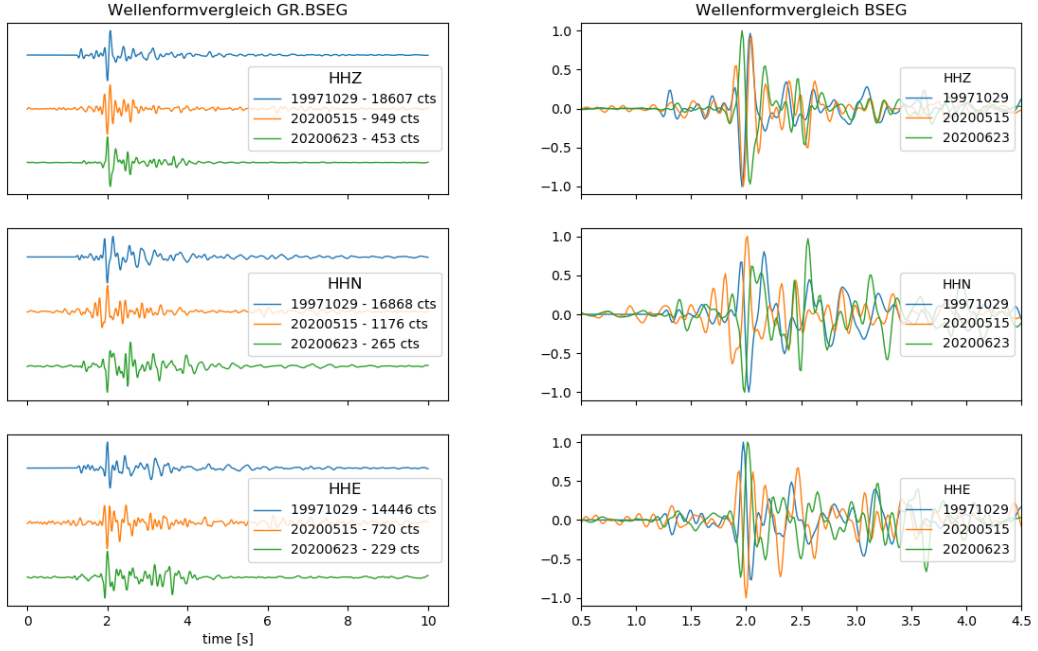 Wellenformvergleich GR.BSEG
HHZ
19971029 - 18607 cts
20200515 - 949 cts
20200623 - 453 cts
HHN
19971029 - 16868 cts
20200515 - 1176 cts
20200623 - 265 cts
HHE
19971029 - 14446 cts
20200515 - 720 cts
20200623 - 229 cts
0 2 4 6 8 10
time [s]
Wellenformvergleich BSEG
1.0
0.5
0.0
−0.5
−1.0
HHZ
19971029
20200515
20200623
1.0
0.5
0.0
−0.5
−1.0
HHN
19971029
20200515
20200623
1.0
0.5
0.0
−0.5
−1.0
HHE
19971029
20200515
20200623
0.5 1.0 1.5 2.0 2.5 3.0 3.5 4.0 4.5